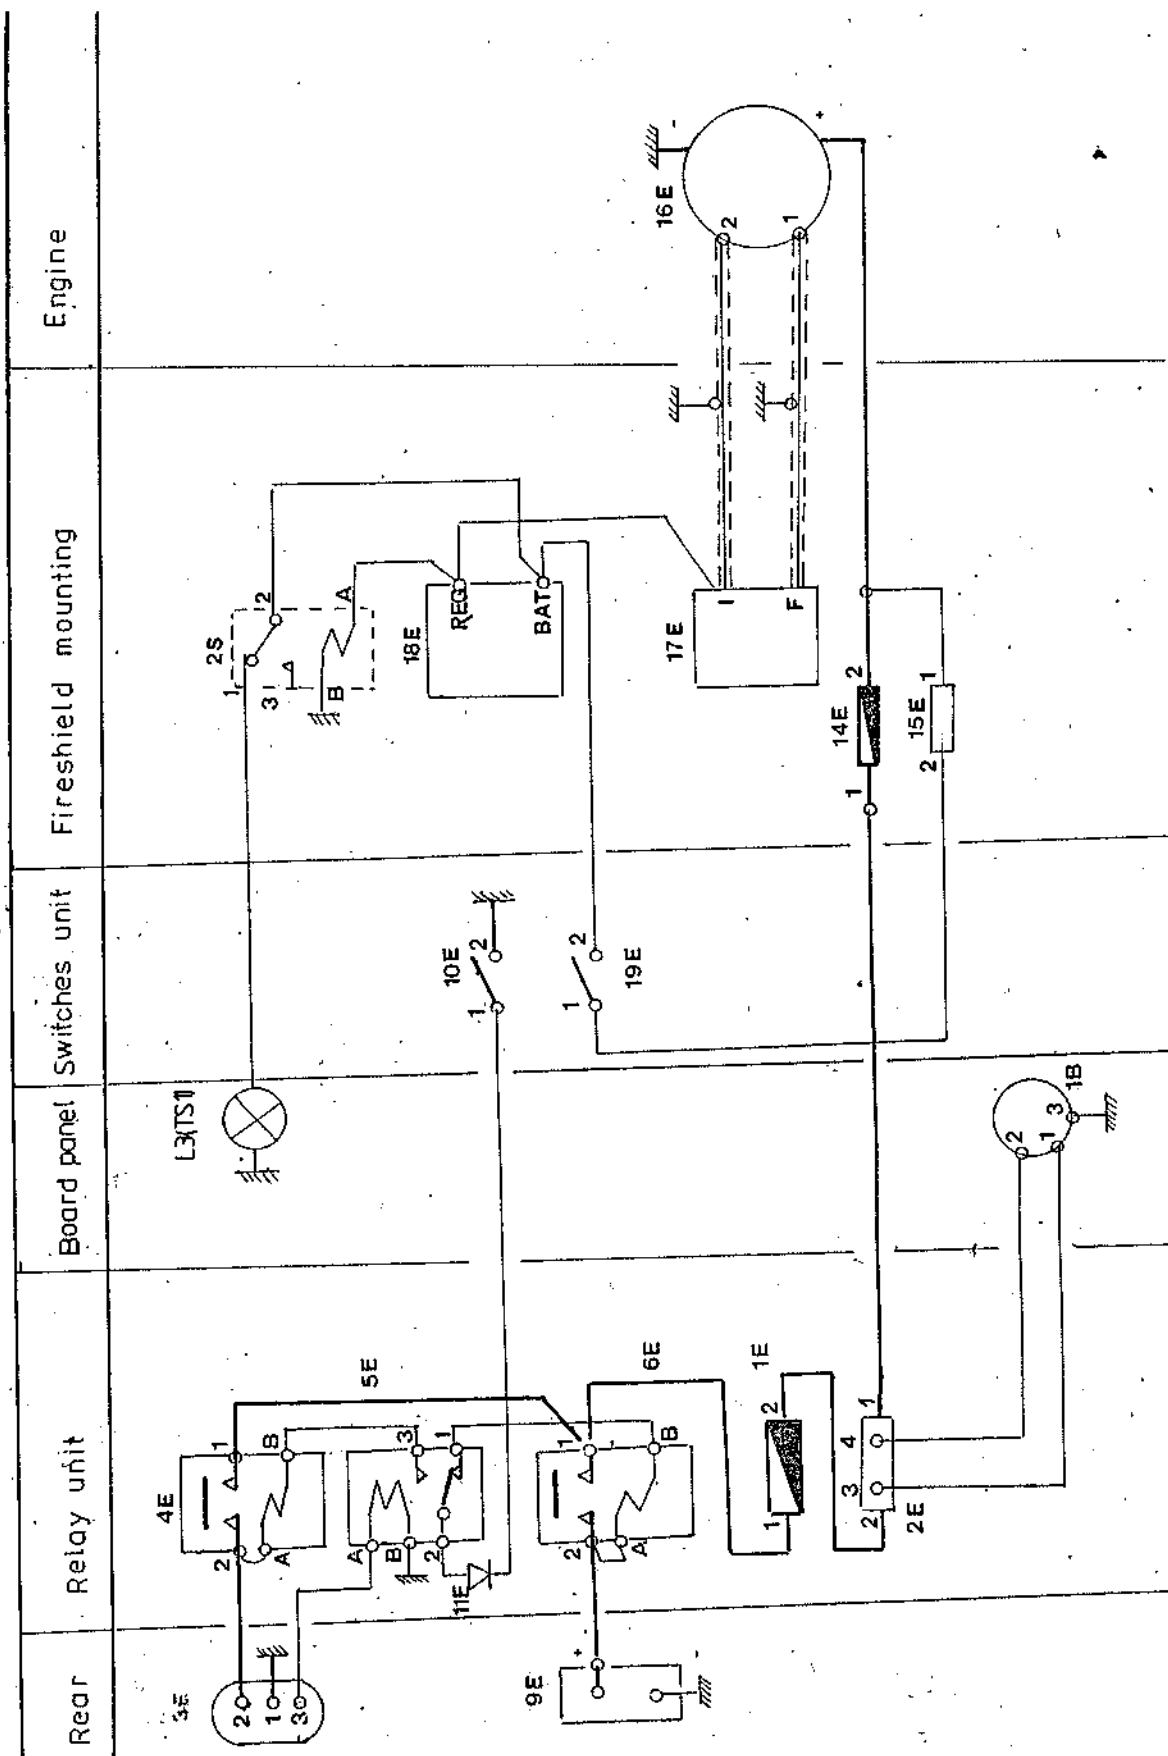 Rear
Relay unit
Board panel
Switches unit
Fireshield mounting
Engine
3E
2
1
3
4E
2
1
A
B
5E
A
B
2
3
1
11E
6E
2
1
A
B
9E
+
-
1E
1
2
2E
2
3
4
1
L3(TS1)
1B
2
1
3
10E
1
2
19E
1
2
2S
1
2
3
A
B
18E
REG
BAT
17E
I
F
14E
1
2
15E
2
1
16E
2
1
-
+